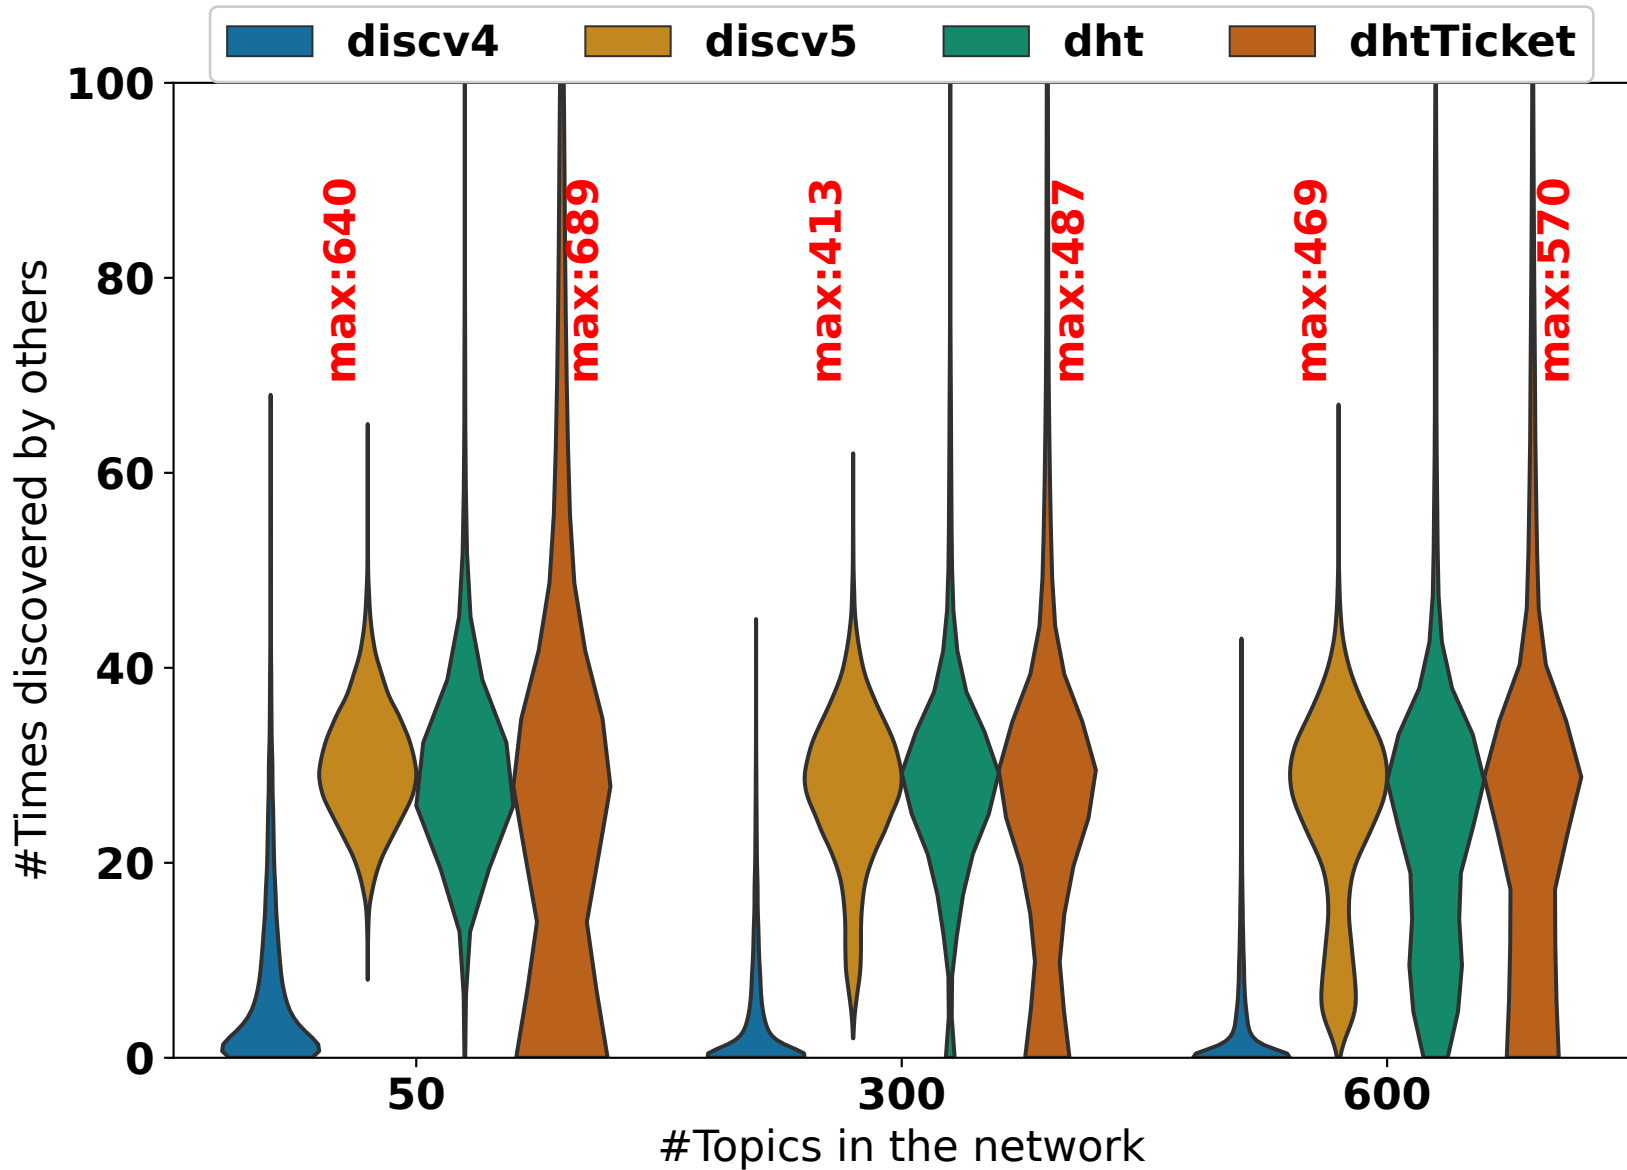 discv4 discv5 dht dhtTicket
100
80
60
40
20
0
#Times discovered by others
max:640
max:689
max:413
max:487
max:469
max:570
50 300 600
#Topics in the network